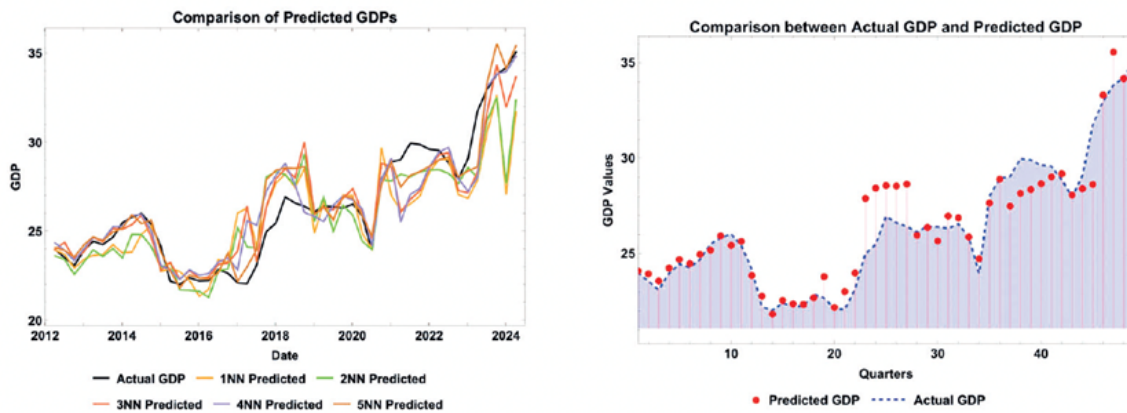 Comparison of Predicted GDPs
GDP
35
30
25
20
2012 2014 2016 2018 2020 2022 2024
Date
Actual GDP 1NN Predicted 2NN Predicted
3NN Predicted 4NN Predicted 5NN Predicted
Comparison between Actual GDP and Predicted GDP
GDP Values
35
30
25
10 20 30 40
Quarters
Predicted GDP Actual GDP